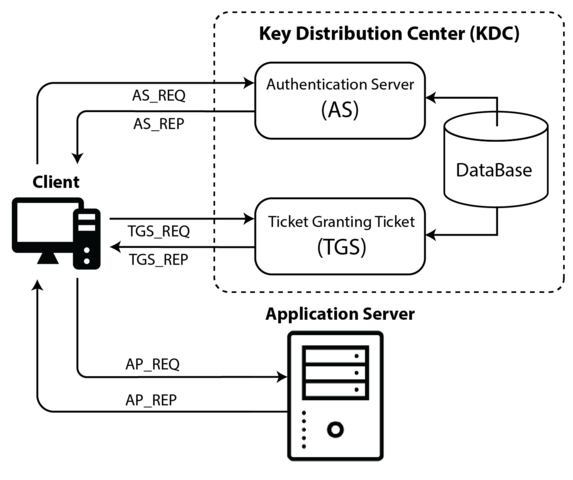 Key Distribution Center (KDC)
Authentication Server
(AS)
AS_REQ
AS_REP
DataBase
Client
Ticket Granting Ticket
(TGS)
TGS_REQ
TGS_REP
Application Server
AP_REQ
AP_REP